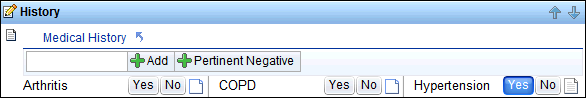 History
Medical History
Add Pertinent Negative
Arthritis Yes No COPD Yes No Hypertension Yes No